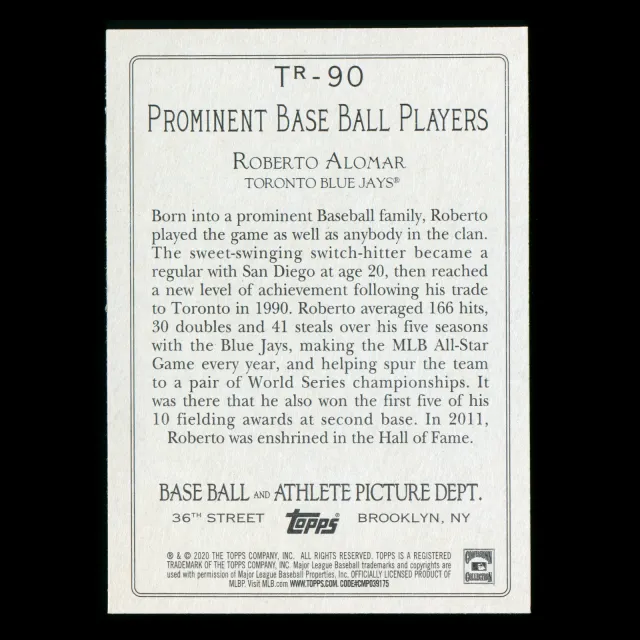 TR-90
PROMINENT BASE BALL PLAYERS
ROBERTO ALOMAR
TORONTO BLUE JAYS®
Born into a prominent Baseball family, Roberto
played the game as well as anybody in the clan.
The sweet-swinging switch-hitter became a
regular with San Diego at age 20, then reached
a new level of achievement following his trade
to Toronto in 1990. Roberto averaged 166 hits,
30 doubles and 41 steals over his five seasons
with the Blue Jays, making the MLB All-Star
Game every year, and helping spur the team
to a pair of World Series championships. It
was there that he also won the first five of his
10 fielding awards at second base. In 2011,
Roberto was enshrined in the Hall of Fame.
BASE BALL AND ATHLETE PICTURE DEPT.
36TH STREET Topps® BROOKLYN, NY
® & © 2020 THE TOPPS COMPANY, INC. ALL RIGHTS RESERVED. TOPPS IS A REGISTERED
TRADEMARK OF THE TOPPS COMPANY, INC. Major League Baseball trademarks and copyrights are
used with permission of Major League Baseball Properties, Inc. OFFICIALLY LICENSED PRODUCT OF
MLBP. Visit MLB.com WWW.TOPPS.COM. CODE#CMP039175
COOPERSTOWN
COLLECTION